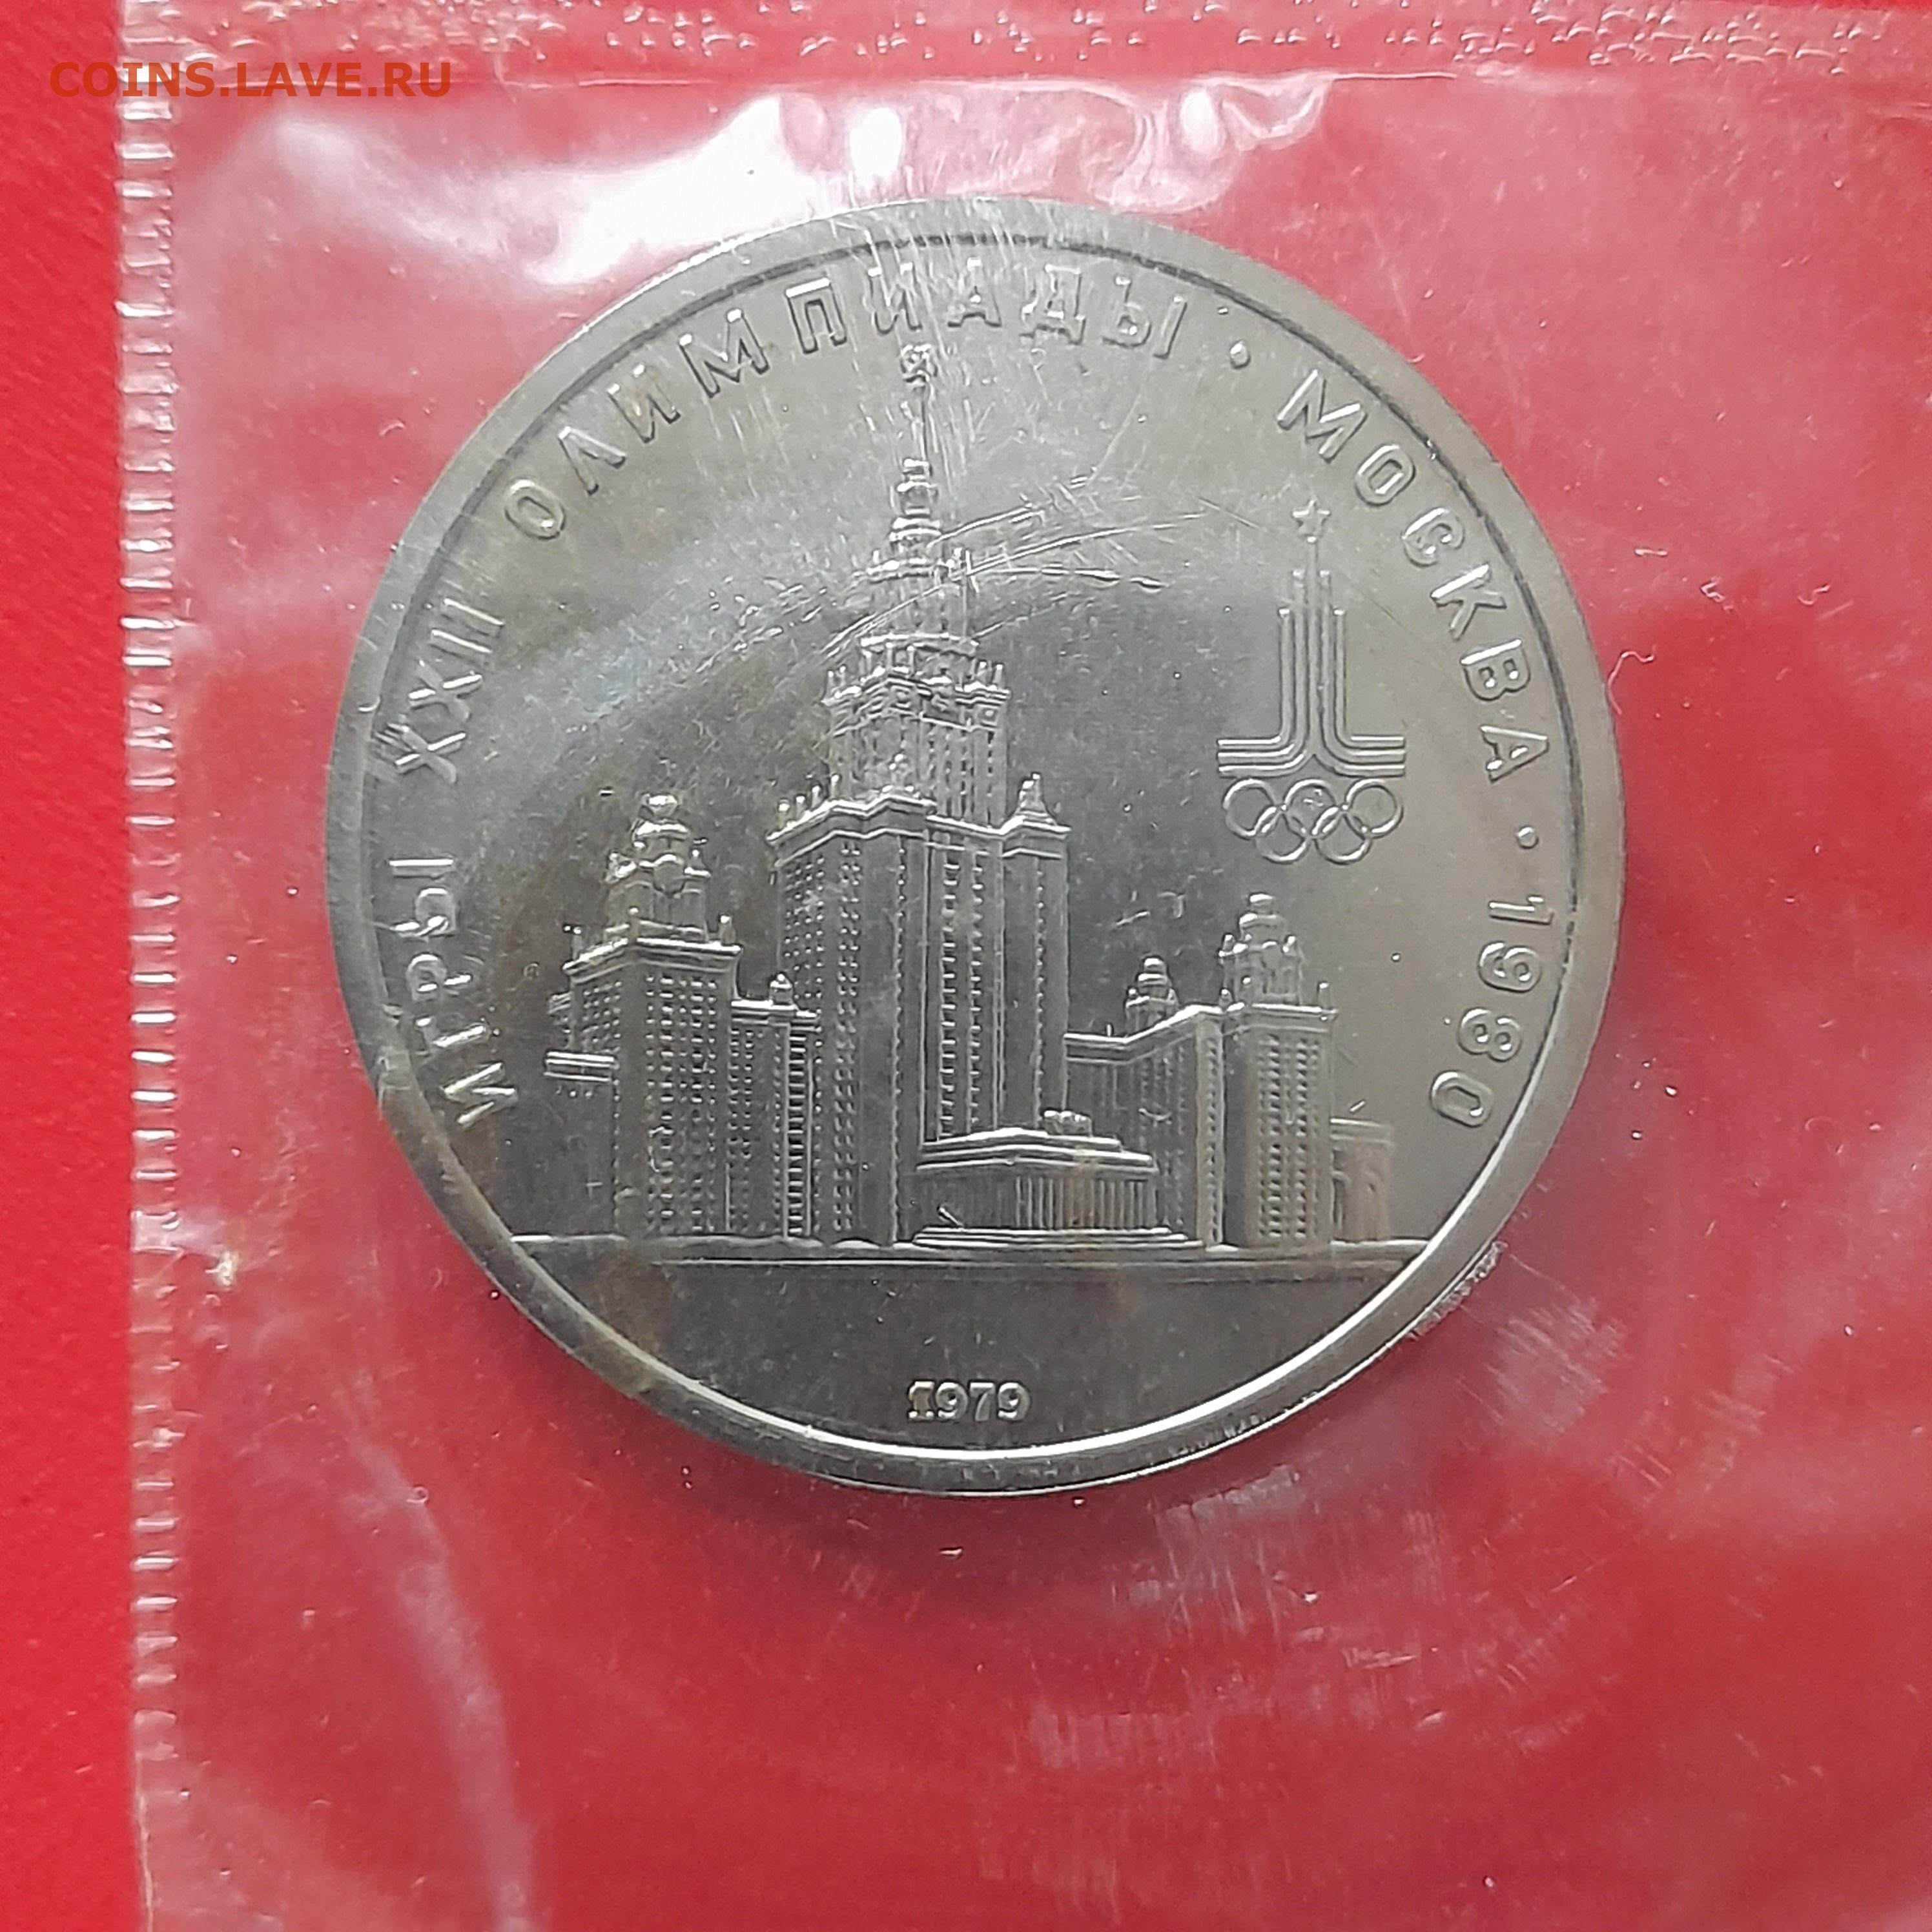 COINS.LAVE.RU
ИГРЫ XXII ОЛИМПИАДЫ · МОСКВА · 1980
1979